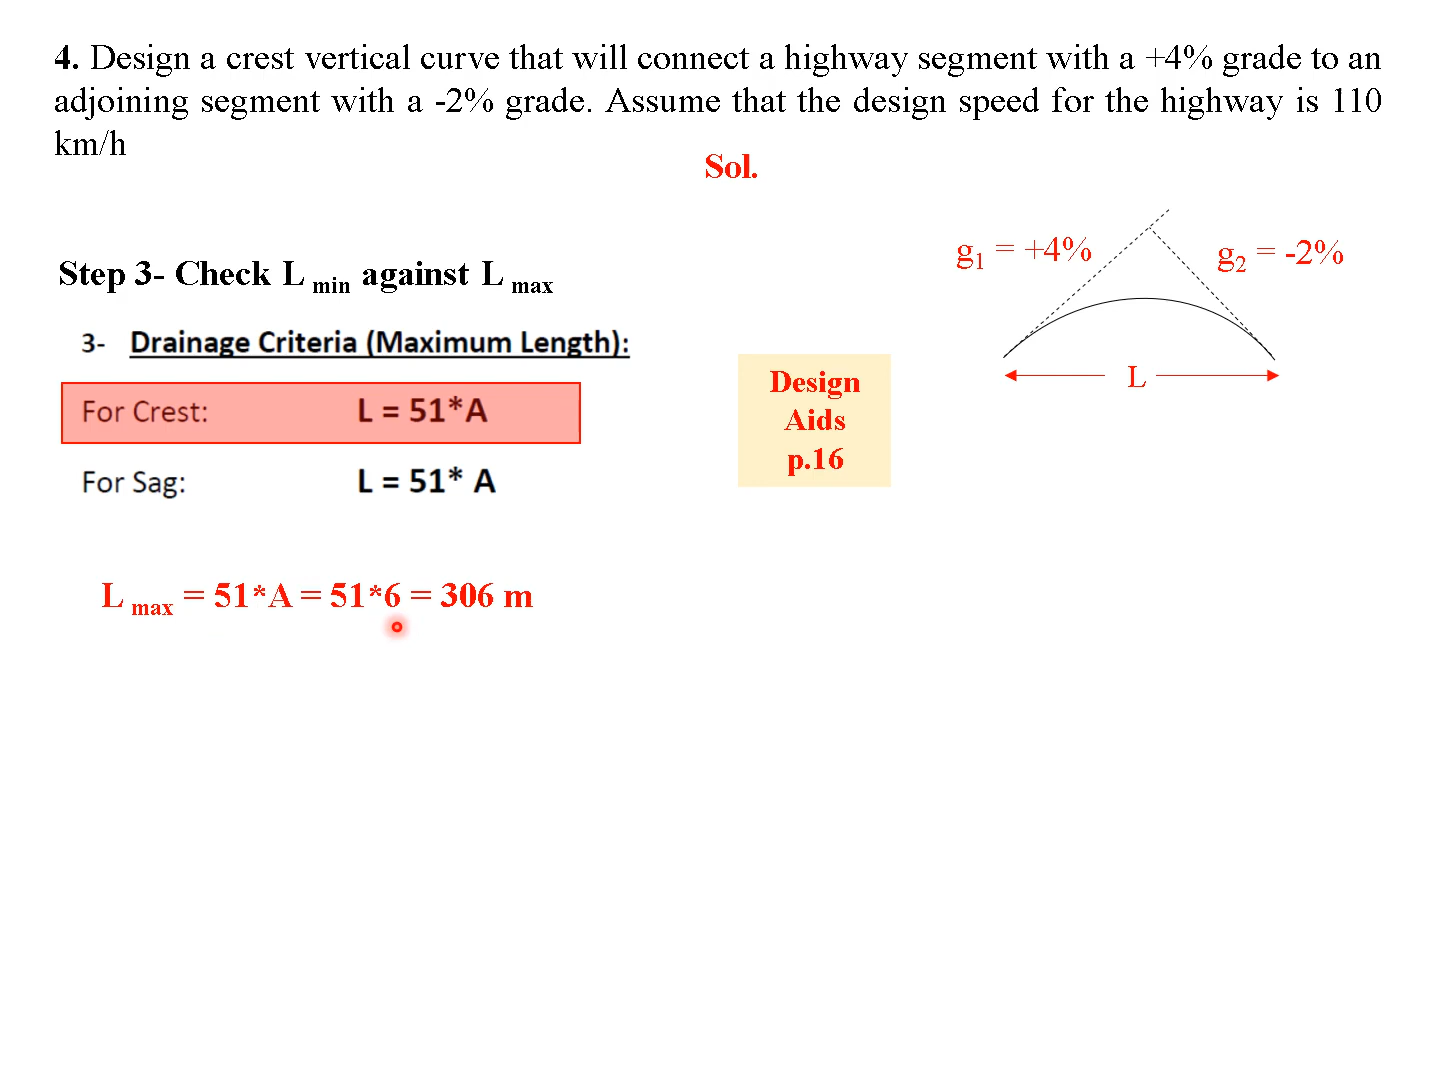 4. Design a crest vertical curve that will connect a highway segment with a +4% grade to an
adjoining segment with a -2% grade. Assume that the design speed for the highway is 110
km/h
Sol.
g1 = +4%
g2 = -2%
Step 3- Check L min against L max
3- Drainage Criteria (Maximum Length):
Design
Aids
p.16
L
For Crest: L = 51*A
For Sag: L = 51* A
L max = 51*A = 51*6 = 306 m